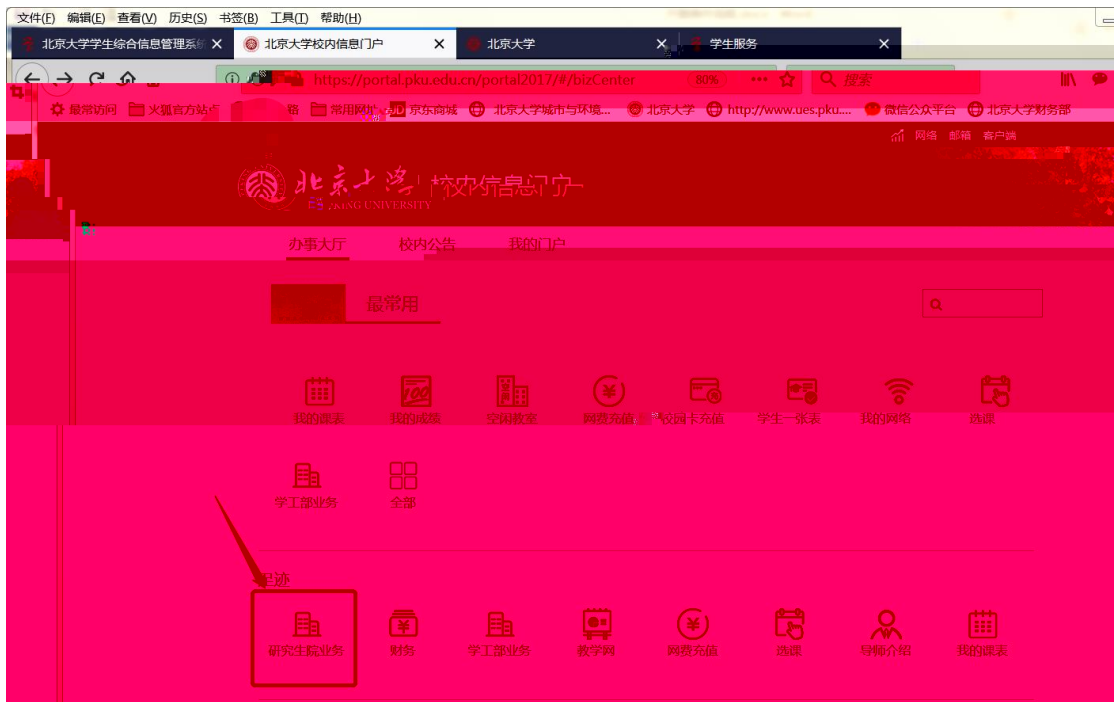 文件(F) 编辑(E) 查看(V) 历史(S) 书签(B) 工具(T) 帮助(H)
北京大学学生综合信息管理系统 北京大学校内信息门户 北京大学 学生服务
https://portal.pku.edu.cn/portal2017/#/bizCenter 80% 搜索
最常访问 火狐官方站点 常用网址 京东商城 北京大学城市与环境... 北京大学 http://www.ues.pku.... 微信公众平台 北京大学财务部
网络 邮箱 客户端
北京大学 校内信息门户
PEKING UNIVERSITY
办事大厅 校内公告 我的门户
最常用
我的课表 我的成绩 空闲教室 网费充值 校园卡充值 学生一张表 我的网络 选课
学工部业务 全部
足迹
研究生院业务 财务 学工部业务 教学网 网费充值 选课 导师介绍 我的课表